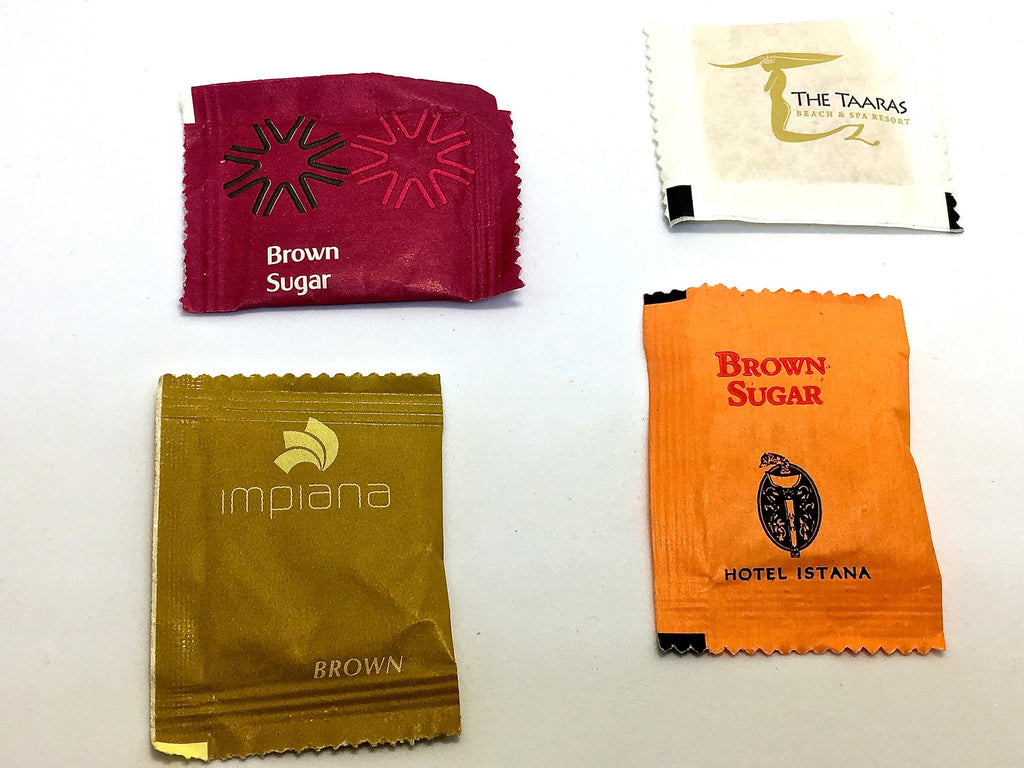 Brown
Sugar
THE TAARAS
BEACH & SPA RESORT
impiana
BROWN
BROWN
SUGAR
HOTEL ISTANA